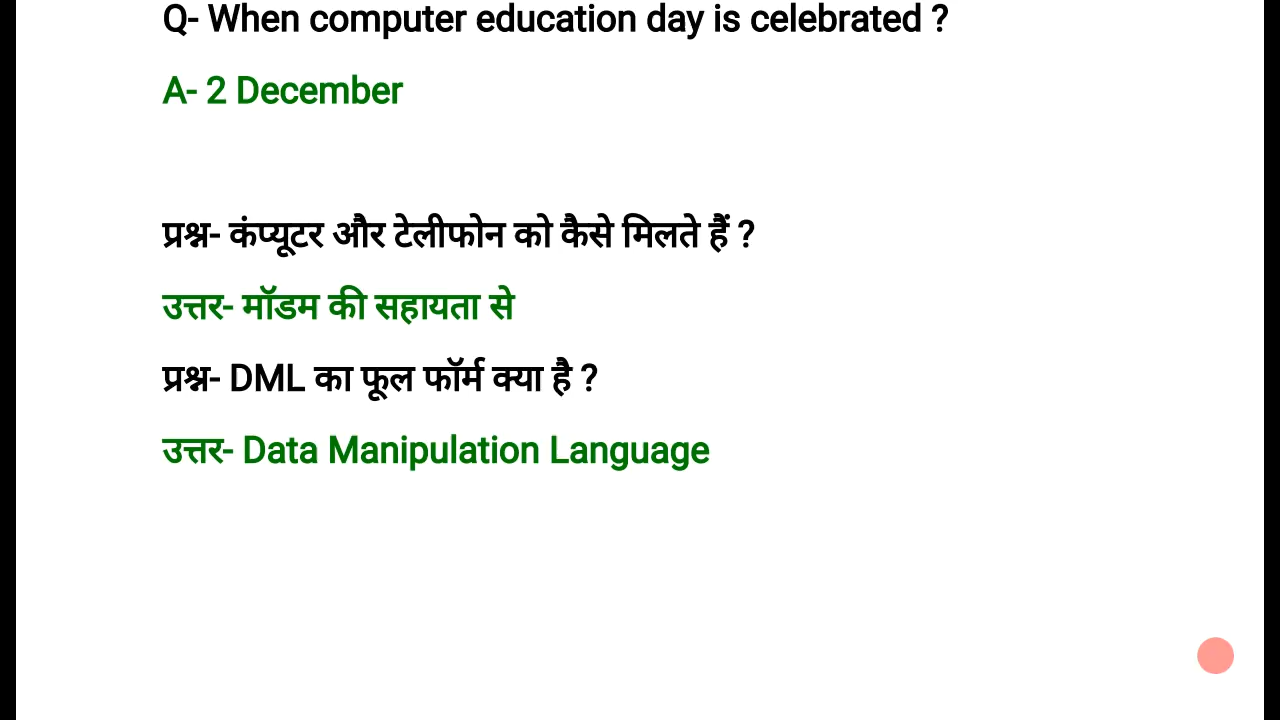 Q- When computer education day is celebrated ?
A- 2 December
प्रश्न- कंप्यूटर और टेलीफोन को कैसे मिलते हैं ?
उत्तर- मॉडम की सहायता से
प्रश्न- DML का फूल फॉर्म क्या है ?
उत्तर- Data Manipulation Language